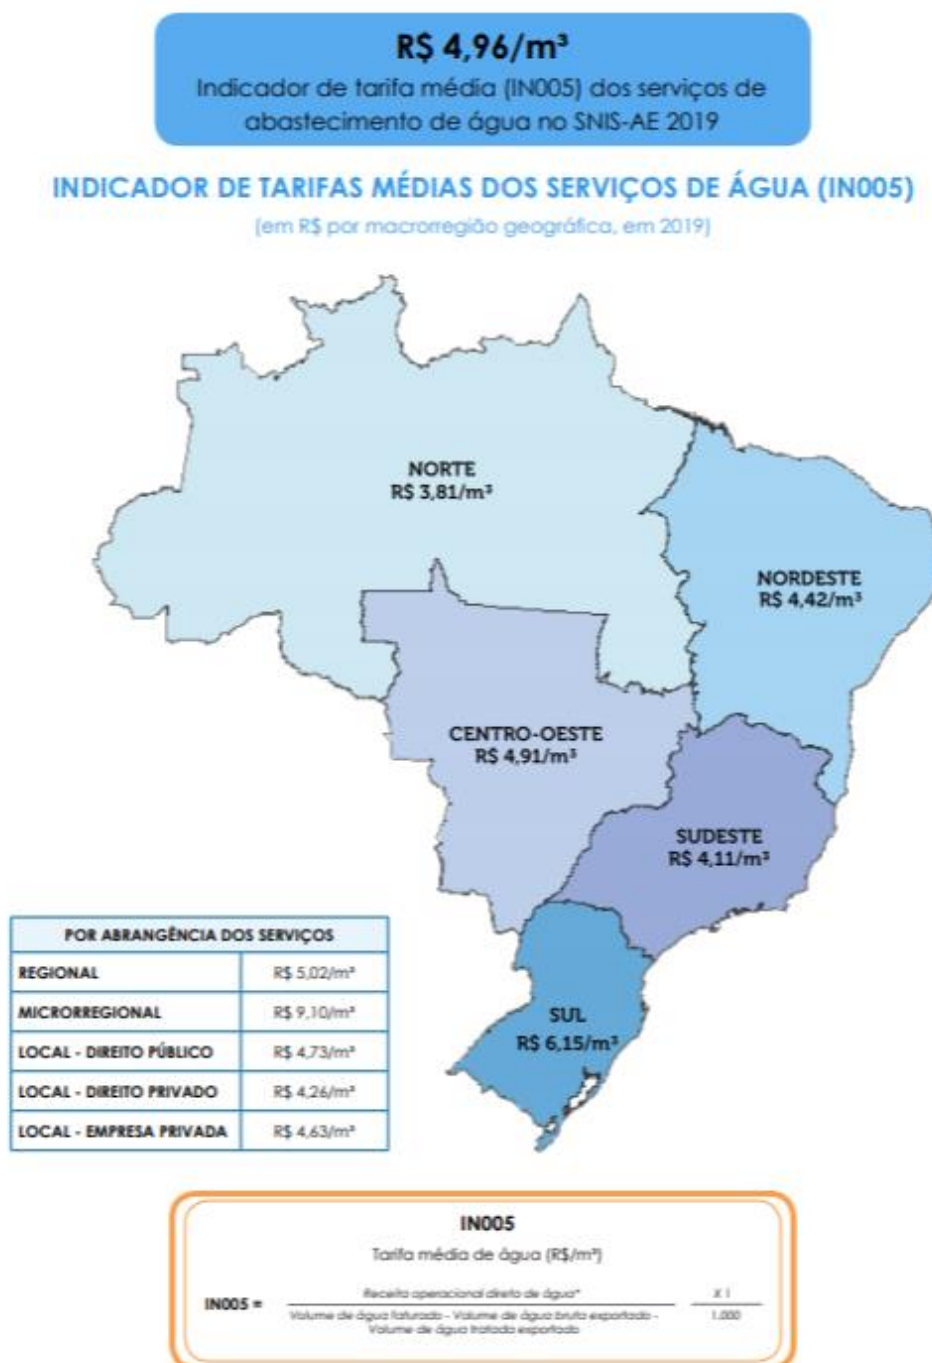 R$ 4,96/m³
Indicador de tarifa média (IN005) dos serviços de
abastecimento de água no SNIS-AE 2019
INDICADOR DE TARIFAS MÉDIAS DOS SERVIÇOS DE ÁGUA (IN005)
(em R$ por macrorregião geográfica, em 2019)
NORTE
R$ 3,81/m³
NORDESTE
R$ 4,42/m³
CENTRO-OESTE
R$ 4,91/m³
SUDESTE
R$ 4,11/m³
SUL
R$ 6,15/m³
POR ABRANGÊNCIA DOS SERVIÇOS
REGIONAL R$ 5,02/m³
MICRORREGIONAL R$ 9,10/m³
LOCAL - DIREITO PÚBLICO R$ 4,73/m³
LOCAL - DIREITO PRIVADO R$ 4,26/m³
LOCAL - EMPRESA PRIVADA R$ 4,63/m³
IN005
Tarifa média de água (R$/m³)
IN005 =
Receita operacional direta de água*
Volume de água faturado - Volume de água bruta exportado -
Volume de água tratada exportado
X 1
1.000